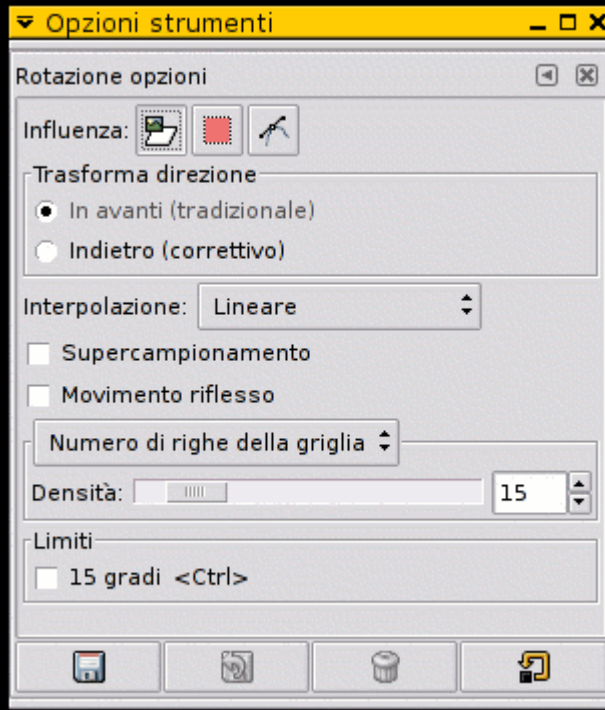 Opzioni strumenti
Rotazione opzioni
Influenza:
Trasforma direzione
In avanti (tradizionale)
Indietro (correttivo)
Interpolazione: Lineare
Supercampionamento
Movimento riflesso
Numero di righe della griglia
Densità: 15
Limiti
15 gradi <Ctrl>